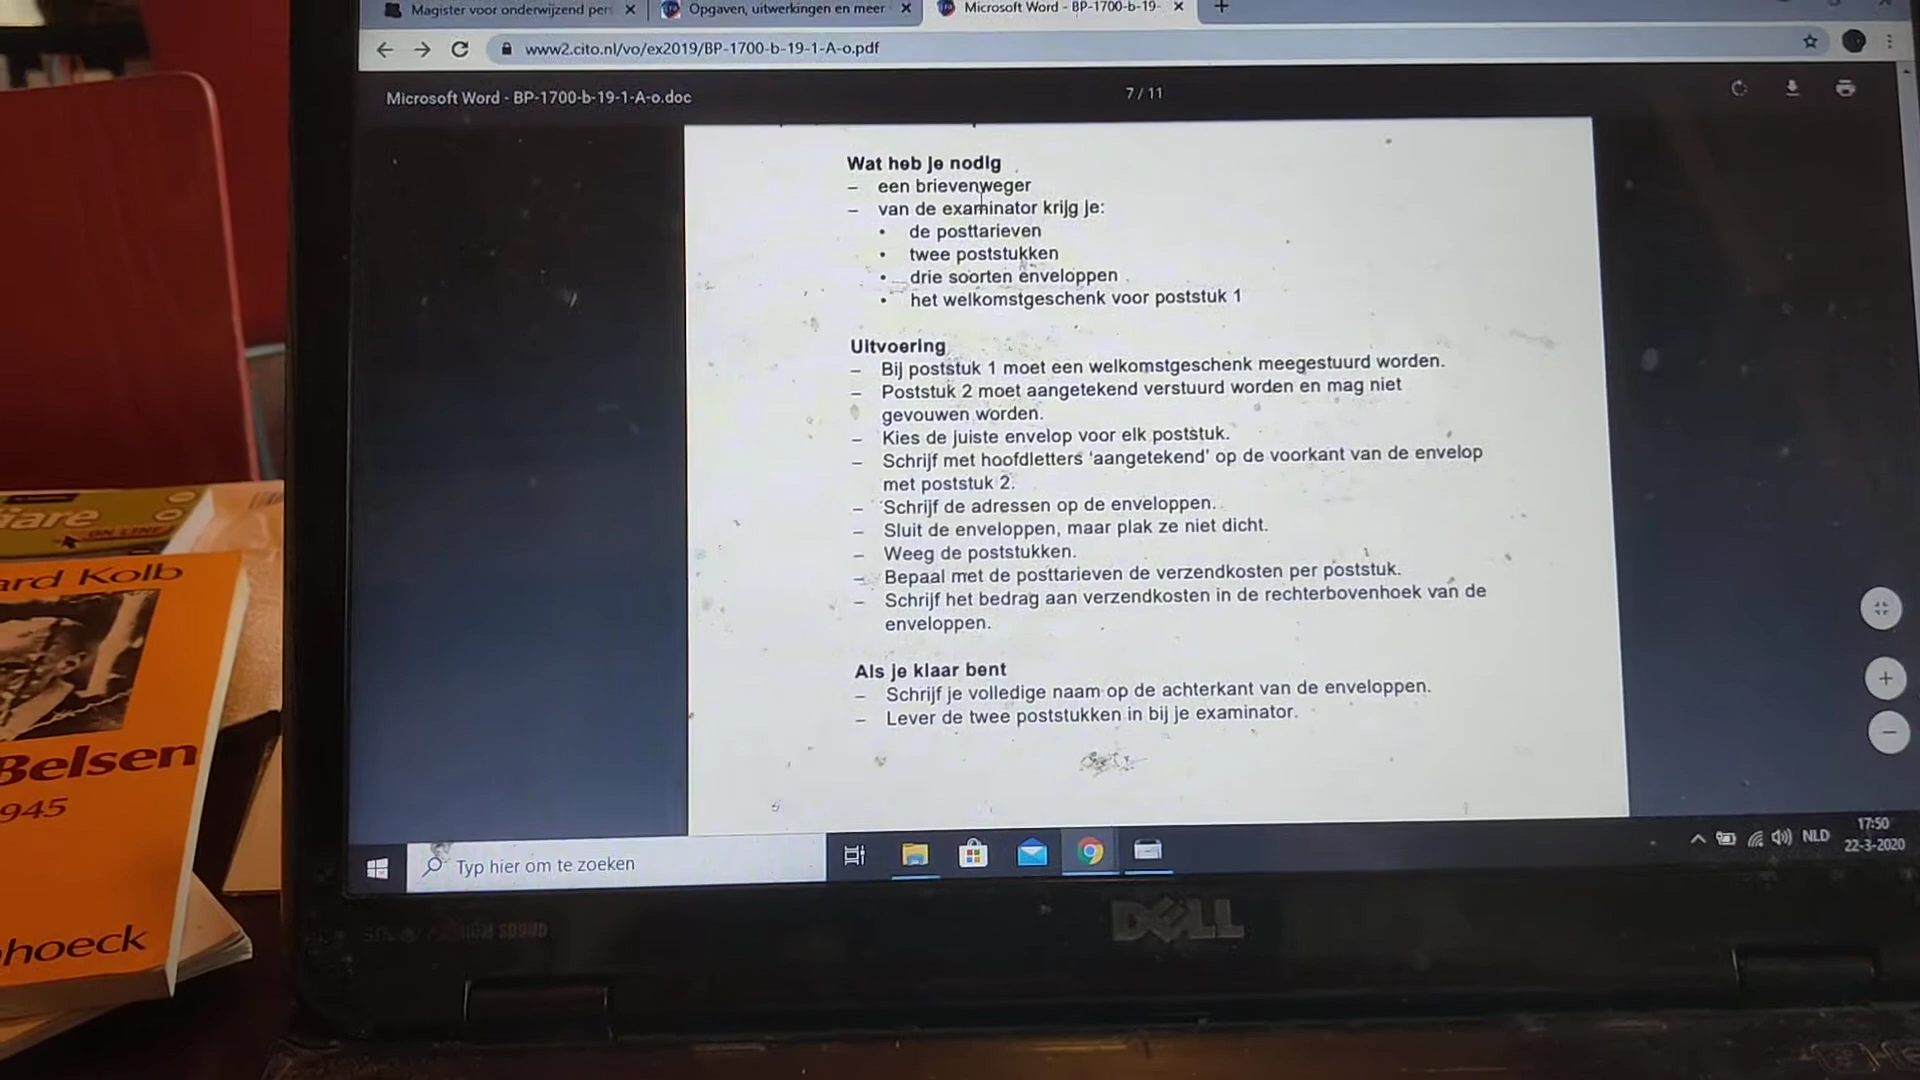 Magister voor onderwijzend per
Opgaven, uitwerkingen en meer
Microsoft Word - BP-1700-b-19-
www2.cito.nl/vo/ex2019/BP-1700-b-19-1-A-o.pdf
Microsoft Word - BP-1700-b-19-1-A-o.doc
7 / 11
Wat heb je nodig
– een brievenweger
– van de examinator krijg je:
• de posttarieven
• twee poststukken
• drie soorten enveloppen
• het welkomstgeschenk voor poststuk 1
Uitvoering
– Bij poststuk 1 moet een welkomstgeschenk meegestuurd worden.
– Poststuk 2 moet aangetekend verstuurd worden en mag niet
gevouwen worden.
– Kies de juiste envelop voor elk poststuk.
– Schrijf met hoofdletters ‘aangetekend’ op de voorkant van de envelop
met poststuk 2.
– Schrijf de adressen op de enveloppen.
– Sluit de enveloppen, maar plak ze niet dicht.
– Weeg de poststukken.
– Bepaal met de posttarieven de verzendkosten per poststuk.
– Schrijf het bedrag aan verzendkosten in de rechterbovenhoek van de
enveloppen.
Als je klaar bent
– Schrijf je volledige naam op de achterkant van de enveloppen.
– Lever de twee poststukken in bij je examinator.
Typ hier om te zoeken
NLD
17:50
22-3-2020
DELL
iare
ON LINE
ard Kolb
Belsen
945
hoeck